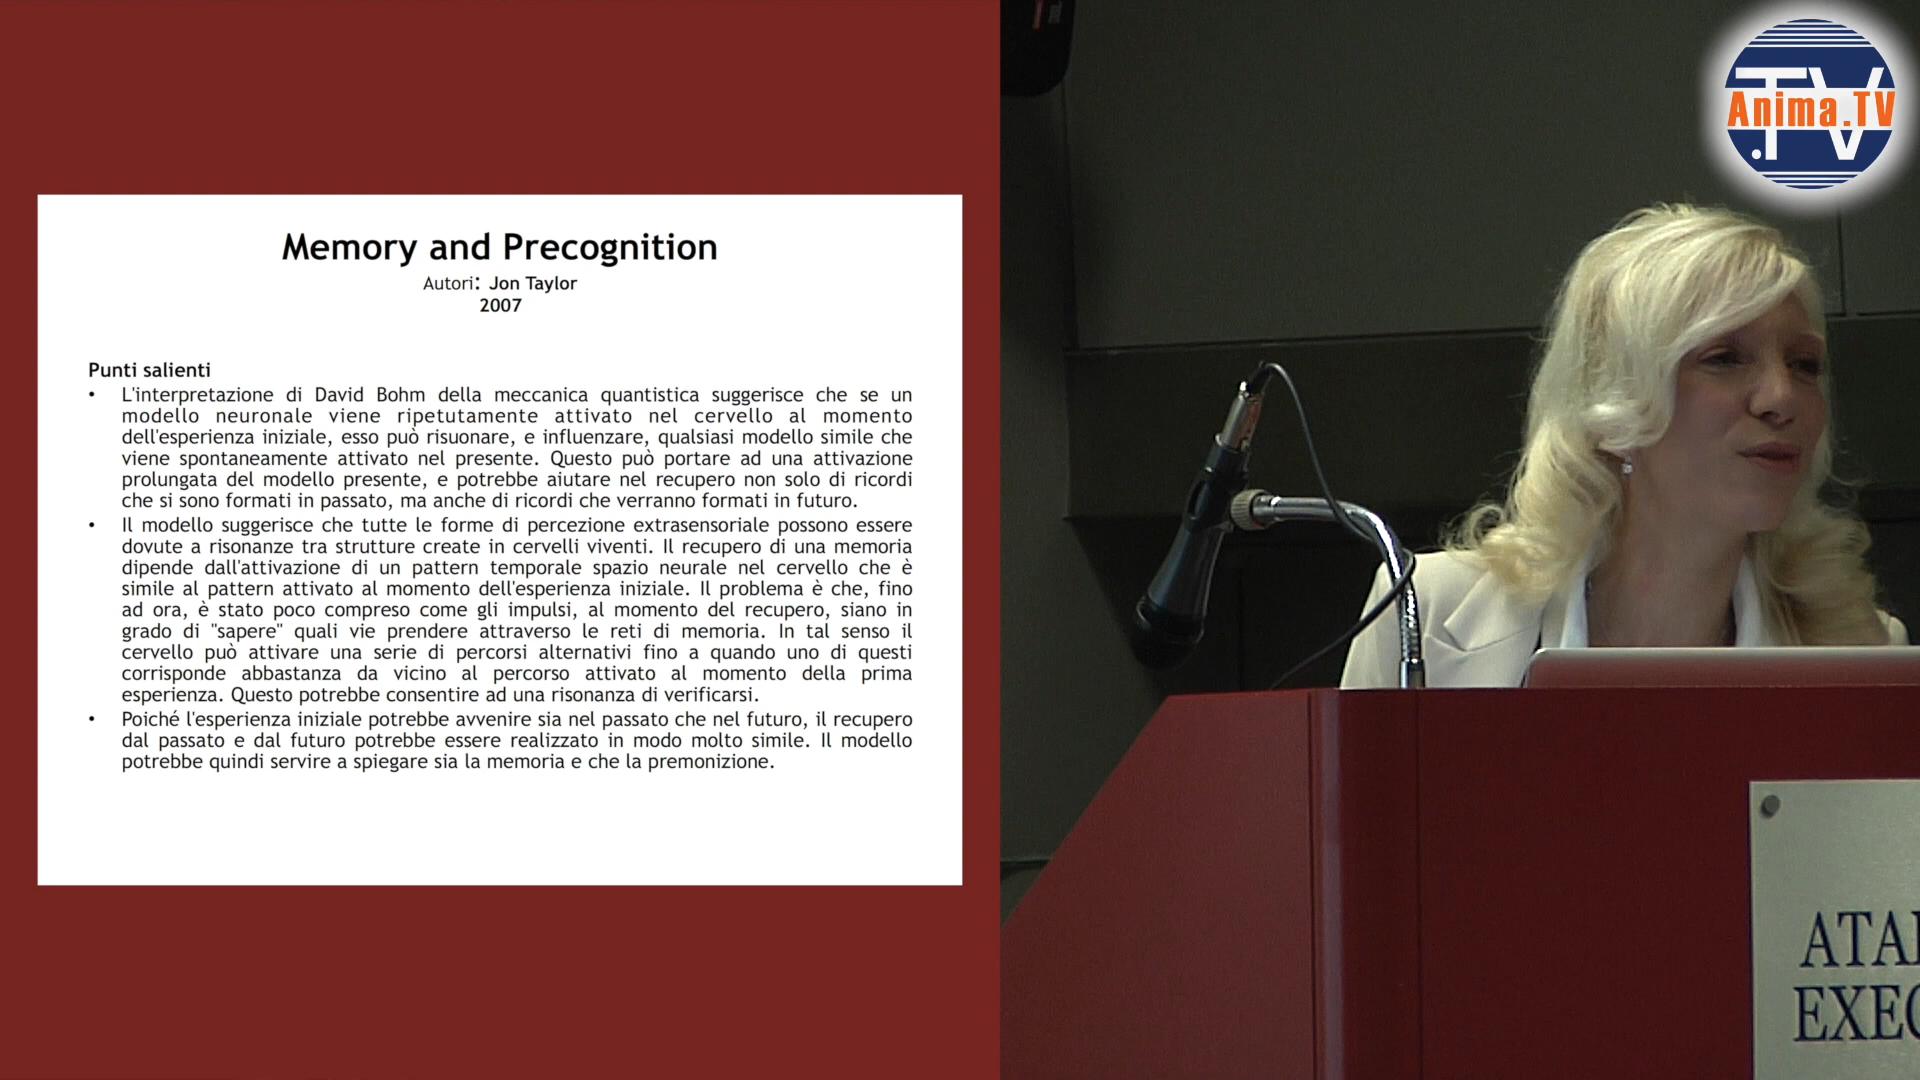 Memory and Precognition
Autori: Jon Taylor
2007
Punti salienti
• L'interpretazione di David Bohm della meccanica quantistica suggerisce che se un
modello neuronale viene ripetutamente attivato nel cervello al momento
dell'esperienza iniziale, esso può risuonare, e influenzare, qualsiasi modello simile che
viene spontaneamente attivato nel presente. Questo può portare ad una attivazione
prolungata del modello presente, e potrebbe aiutare nel recupero non solo di ricordi
che si sono formati in passato, ma anche di ricordi che verranno formati in futuro.
• Il modello suggerisce che tutte le forme di percezione extrasensoriale possono essere
dovute a risonanze tra strutture create in cervelli viventi. Il recupero di una memoria
dipende dall'attivazione di un pattern temporale spazio neurale nel cervello che è
simile al pattern attivato al momento dell'esperienza iniziale. Il problema è che, fino
ad ora, è stato poco compreso come gli impulsi, al momento del recupero, siano in
grado di "sapere" quali vie prendere attraverso le reti di memoria. In tal senso il
cervello può attivare una serie di percorsi alternativi fino a quando uno di questi
corrisponde abbastanza da vicino al percorso attivato al momento della prima
esperienza. Questo potrebbe consentire ad una risonanza di verificarsi.
• Poiché l'esperienza iniziale potrebbe avvenire sia nel passato che nel futuro, il recupero
dal passato e dal futuro potrebbe essere realizzato in modo molto simile. Il modello
potrebbe quindi servire a spiegare sia la memoria e che la premonizione.
.TV
Anima.TV
JBL
ATA
EXEC